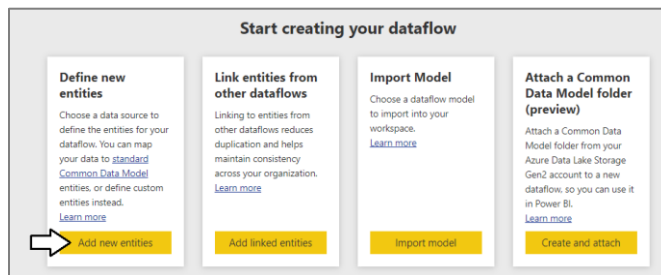 Start creating your dataflow
Define new
entities
Choose a data source to
define the entities for your
dataflow. You can map
your data to standard
Common Data Model
entities, or define custom
entities instead.
Learn more
Add new entities
Link entities from
other dataflows
Linking to entities from
other dataflows reduces
duplication and helps
maintain consistency
across your organization.
Learn more
Add linked entities
Import Model
Choose a dataflow model
to import into your
workspace.
Learn more
Import model
Attach a Common
Data Model folder
(preview)
Attach a Common Data
Model folder from your
Azure Data Lake Storage
Gen2 account to a new
dataflow, so you can use it
in Power BI.
Learn more
Create and attach